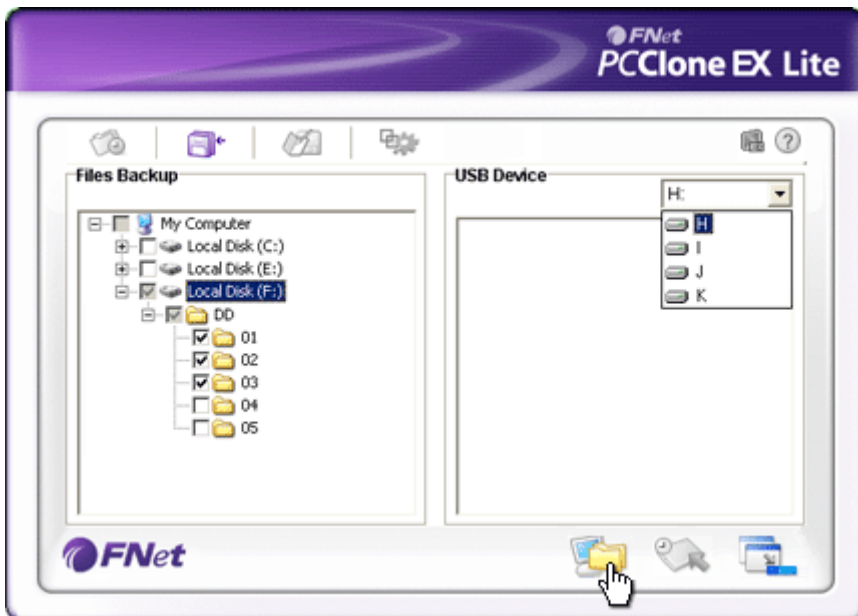 FNet
PCClone EX Lite
Files Backup
USB Device
H:
My Computer
Local Disk (C:)
Local Disk (E:)
Local Disk (F:)
DD
01
02
03
04
05
H
I
J
K
FNet